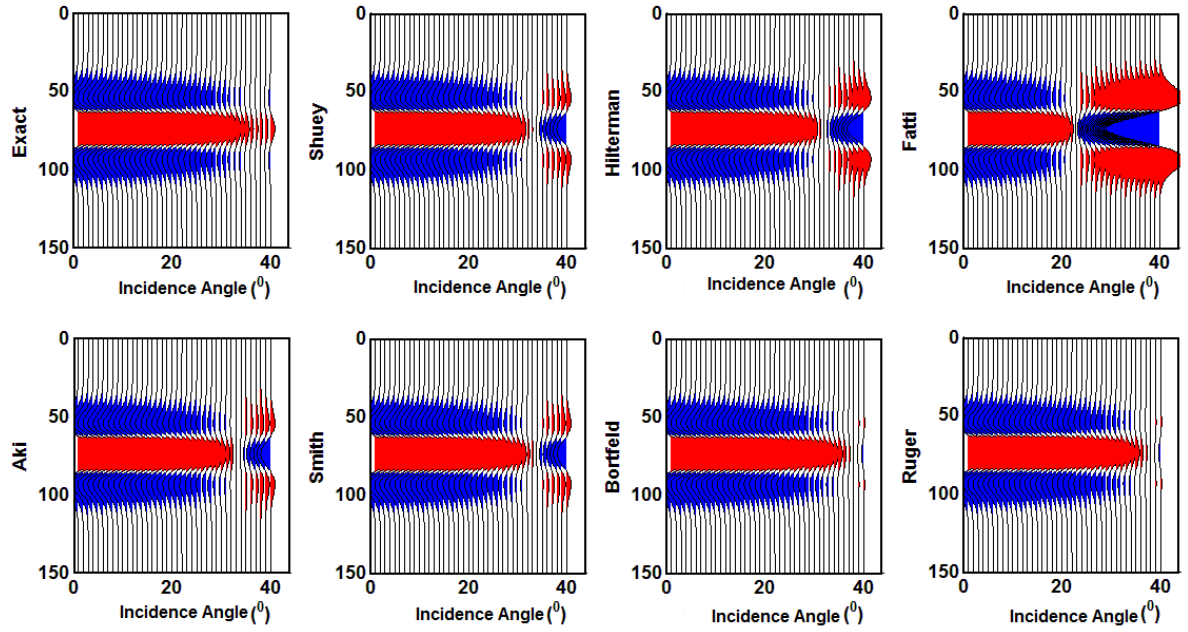 0 0 0 0
50 50 50 50
Exact Shuey Hilterman Fatti
100 100 100 100
150 150 150 150
0 20 40 0 20 40 0 20 40 0 20 40
Incidence Angle (⁰) Incidence Angle (⁰) Incidence Angle (⁰) Incidence Angle (⁰)
0 0 0 0
50 50 50 50
Aki Smith Bortfeld Ruger
100 100 100 100
150 150 150 150
0 20 40 0 20 40 0 20 40 0 20 40
Incidence Angle (⁰) Incidence Angle (⁰) Incidence Angle (⁰) Incidence Angle (⁰)